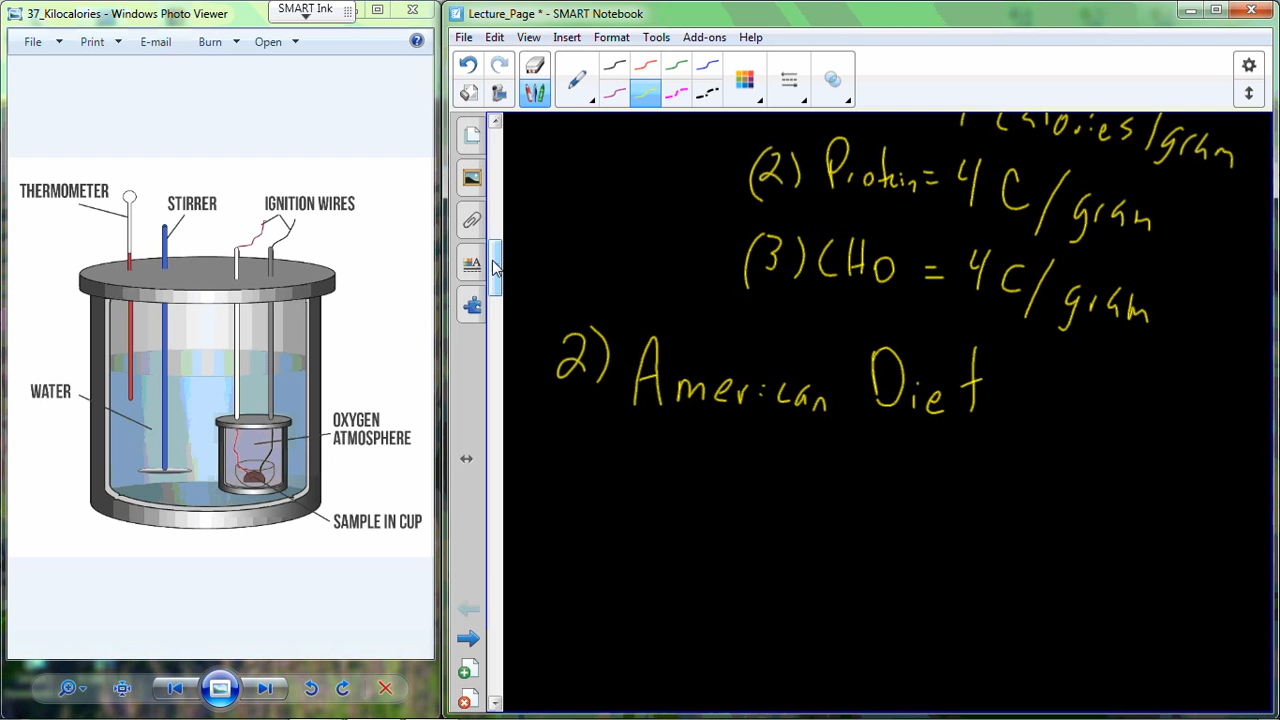 37_Kilocalories - Windows Photo Viewer
SMART Ink
File Print E-mail Burn Open
THERMOMETER
STIRRER
IGNITION WIRES
WATER
OXYGEN
ATMOSPHERE
SAMPLE IN CUP
Lecture_Page * - SMART Notebook
File Edit View Insert Format Tools Add-ons Help
Calories/gram
(2) Protein = 4 C/gram
(3) CHO = 4 C/gram
2) American Diet